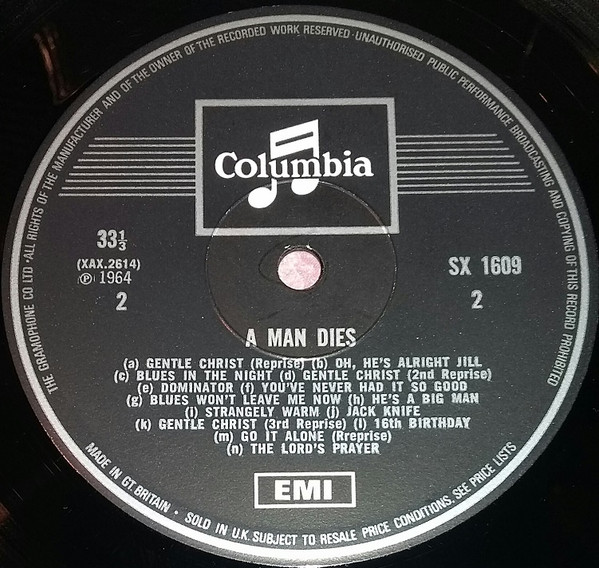 THE GRAMOPHONE CO LTD · ALL RIGHTS OF THE MANUFACTURER AND OF THE OWNER OF THE RECORDED WORK RESERVED · UNAUTHORISED PUBLIC PERFORMANCE BROADCASTING AND COPYING OF THIS RECORD PROHIBITED
Columbia
33⅓
(XAX.2614)
Ⓟ 1964
2
SX 1609
2
A MAN DIES
(a) GENTLE CHRIST (Reprise) (b) OH, HE'S ALRIGHT JILL
(c) BLUES IN THE NIGHT (d) GENTLE CHRIST (2nd Reprise)
(e) DOMINATOR (f) YOU'VE NEVER HAD IT SO GOOD
(g) BLUES WON'T LEAVE ME NOW (h) HE'S A BIG MAN
(i) STRANGELY WARM (j) JACK KNIFE
(k) GENTLE CHRIST (3rd Reprise) (l) 16th BIRTHDAY
(m) GO IT ALONE (Rreprise)
(n) THE LORD'S PRAYER
EMI
MADE IN GT. BRITAIN • SOLD IN U.K. SUBJECT TO RESALE PRICE CONDITIONS, SEE PRICE LISTS